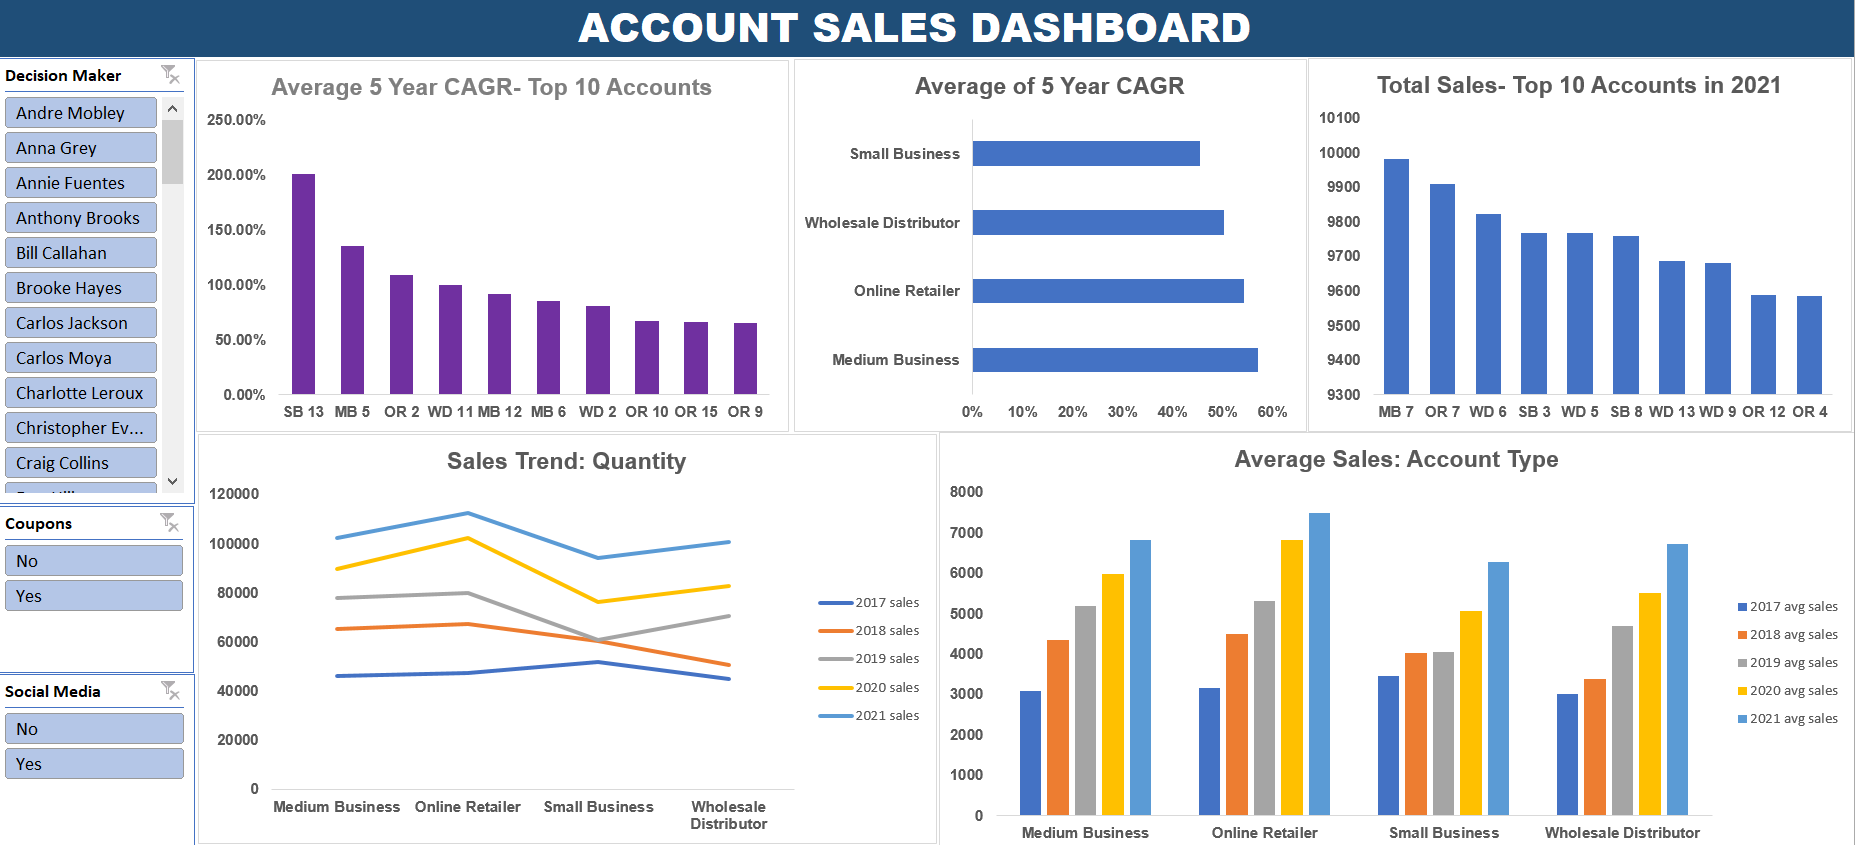 ACCOUNT SALES DASHBOARD
Decision Maker
Andre Mobley
Anna Grey
Annie Fuentes
Anthony Brooks
Bill Callahan
Brooke Hayes
Carlos Jackson
Carlos Moya
Charlotte Leroux
Christopher Ev...
Craig Collins
Coupons
No
Yes
Social Media
No
Yes
Average 5 Year CAGR- Top 10 Accounts
250.00%
200.00%
150.00%
100.00%
50.00%
0.00%
SB 13 MB 5 OR 2 WD 11 MB 12 MB 6 WD 2 OR 10 OR 15 OR 9
Average of 5 Year CAGR
Small Business
Wholesale Distributor
Online Retailer
Medium Business
0% 10% 20% 30% 40% 50% 60%
Total Sales- Top 10 Accounts in 2021
10100
10000
9900
9800
9700
9600
9500
9400
9300
MB 7 OR 7 WD 6 SB 3 WD 5 SB 8 WD 13 WD 9 OR 12 OR 4
Sales Trend: Quantity
120000
100000
80000
60000
40000
20000
0
Medium Business Online Retailer Small Business Wholesale
Distributor
2017 sales
2018 sales
2019 sales
2020 sales
2021 sales
Average Sales: Account Type
8000
7000
6000
5000
4000
3000
2000
1000
0
Medium Business Online Retailer Small Business Wholesale Distributor
2017 avg sales
2018 avg sales
2019 avg sales
2020 avg sales
2021 avg sales